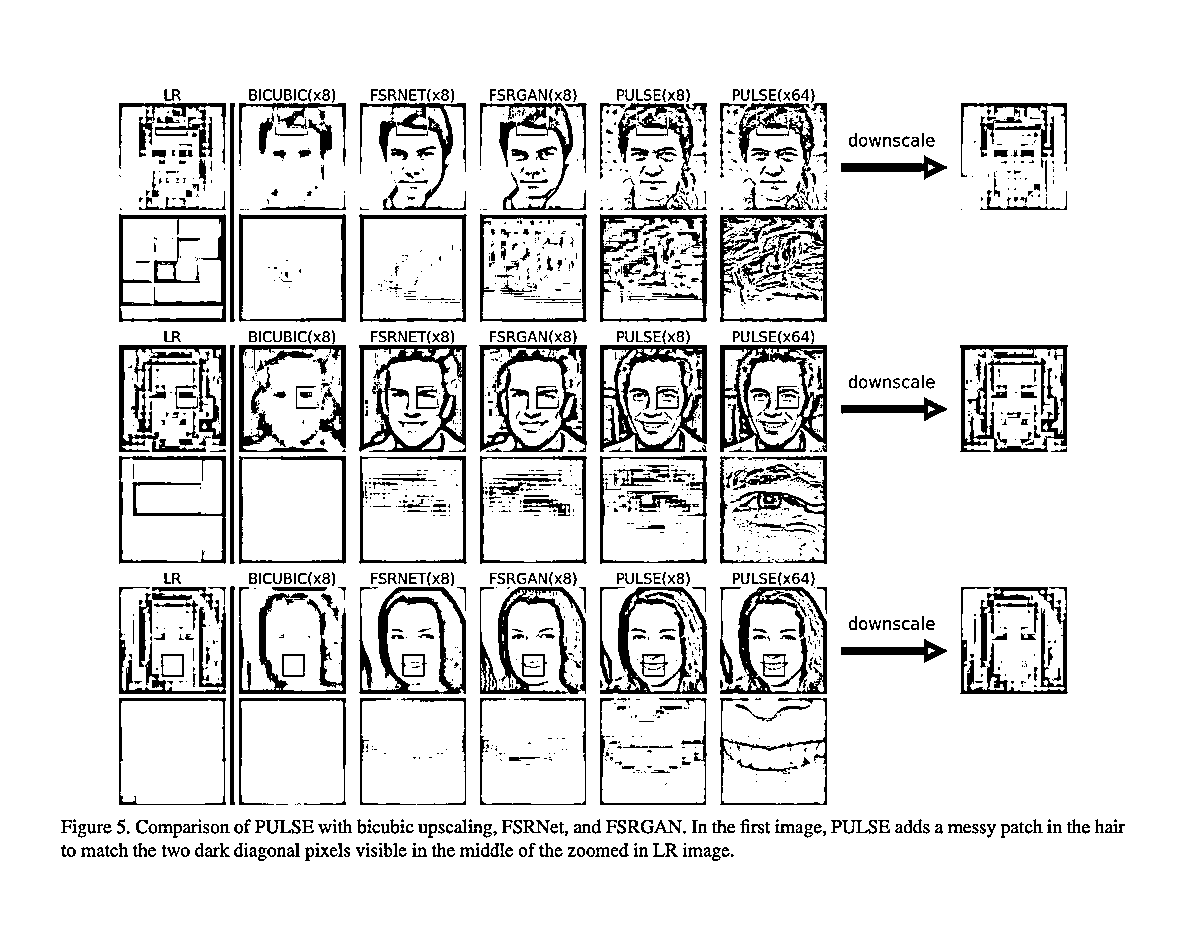 LR BICUBIC(x8) FSRNET(x8) FSRGAN(x8) PULSE(x8) PULSE(x64)
downscale
LR BICUBIC(x8) FSRNET(x8) FSRGAN(x8) PULSE(x8) PULSE(x64)
downscale
LR BICUBIC(x8) FSRNET(x8) FSRGAN(x8) PULSE(x8) PULSE(x64)
downscale
Figure 5. Comparison of PULSE with bicubic upscaling, FSRNet, and FSRGAN. In the first image, PULSE adds a messy patch in the hair
to match the two dark diagonal pixels visible in the middle of the zoomed in LR image.